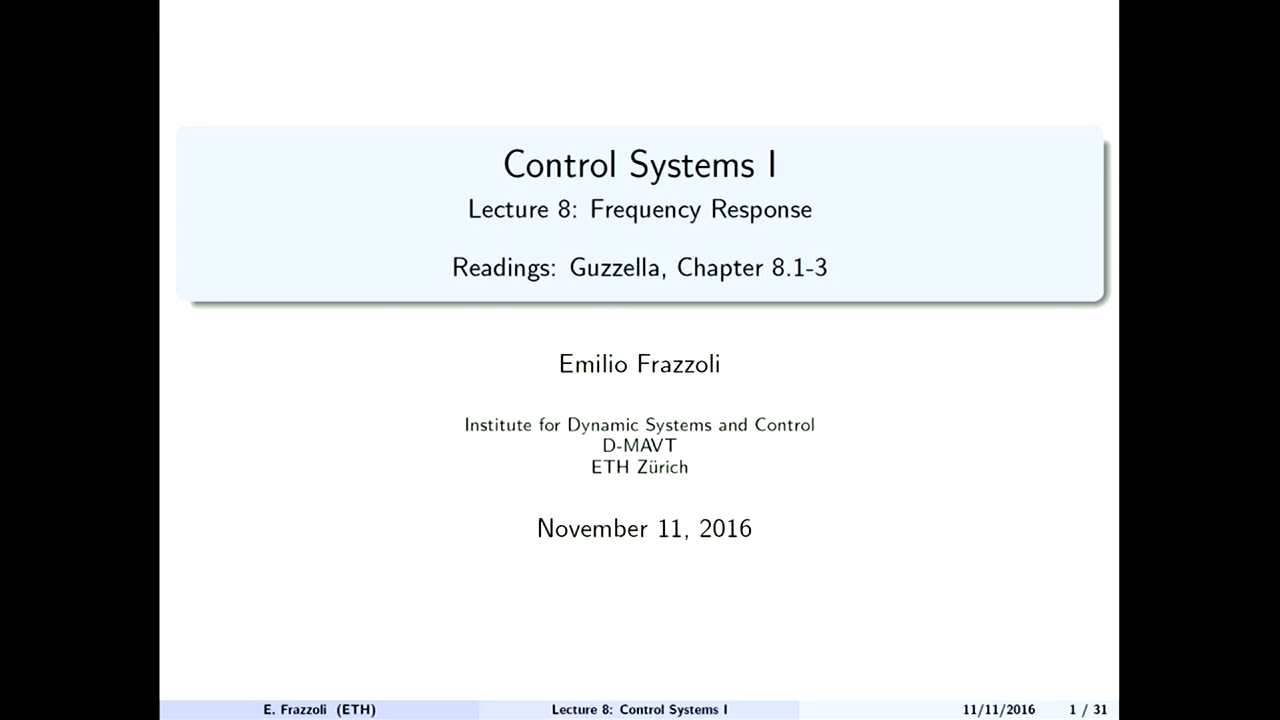 Control Systems I
Lecture 8: Frequency Response
Readings: Guzzella, Chapter 8.1-3
Emilio Frazzoli
Institute for Dynamic Systems and Control
D-MAVT
ETH Zürich
November 11, 2016
E. Frazzoli (ETH) Lecture 8: Control Systems I 11/11/2016 1 / 31